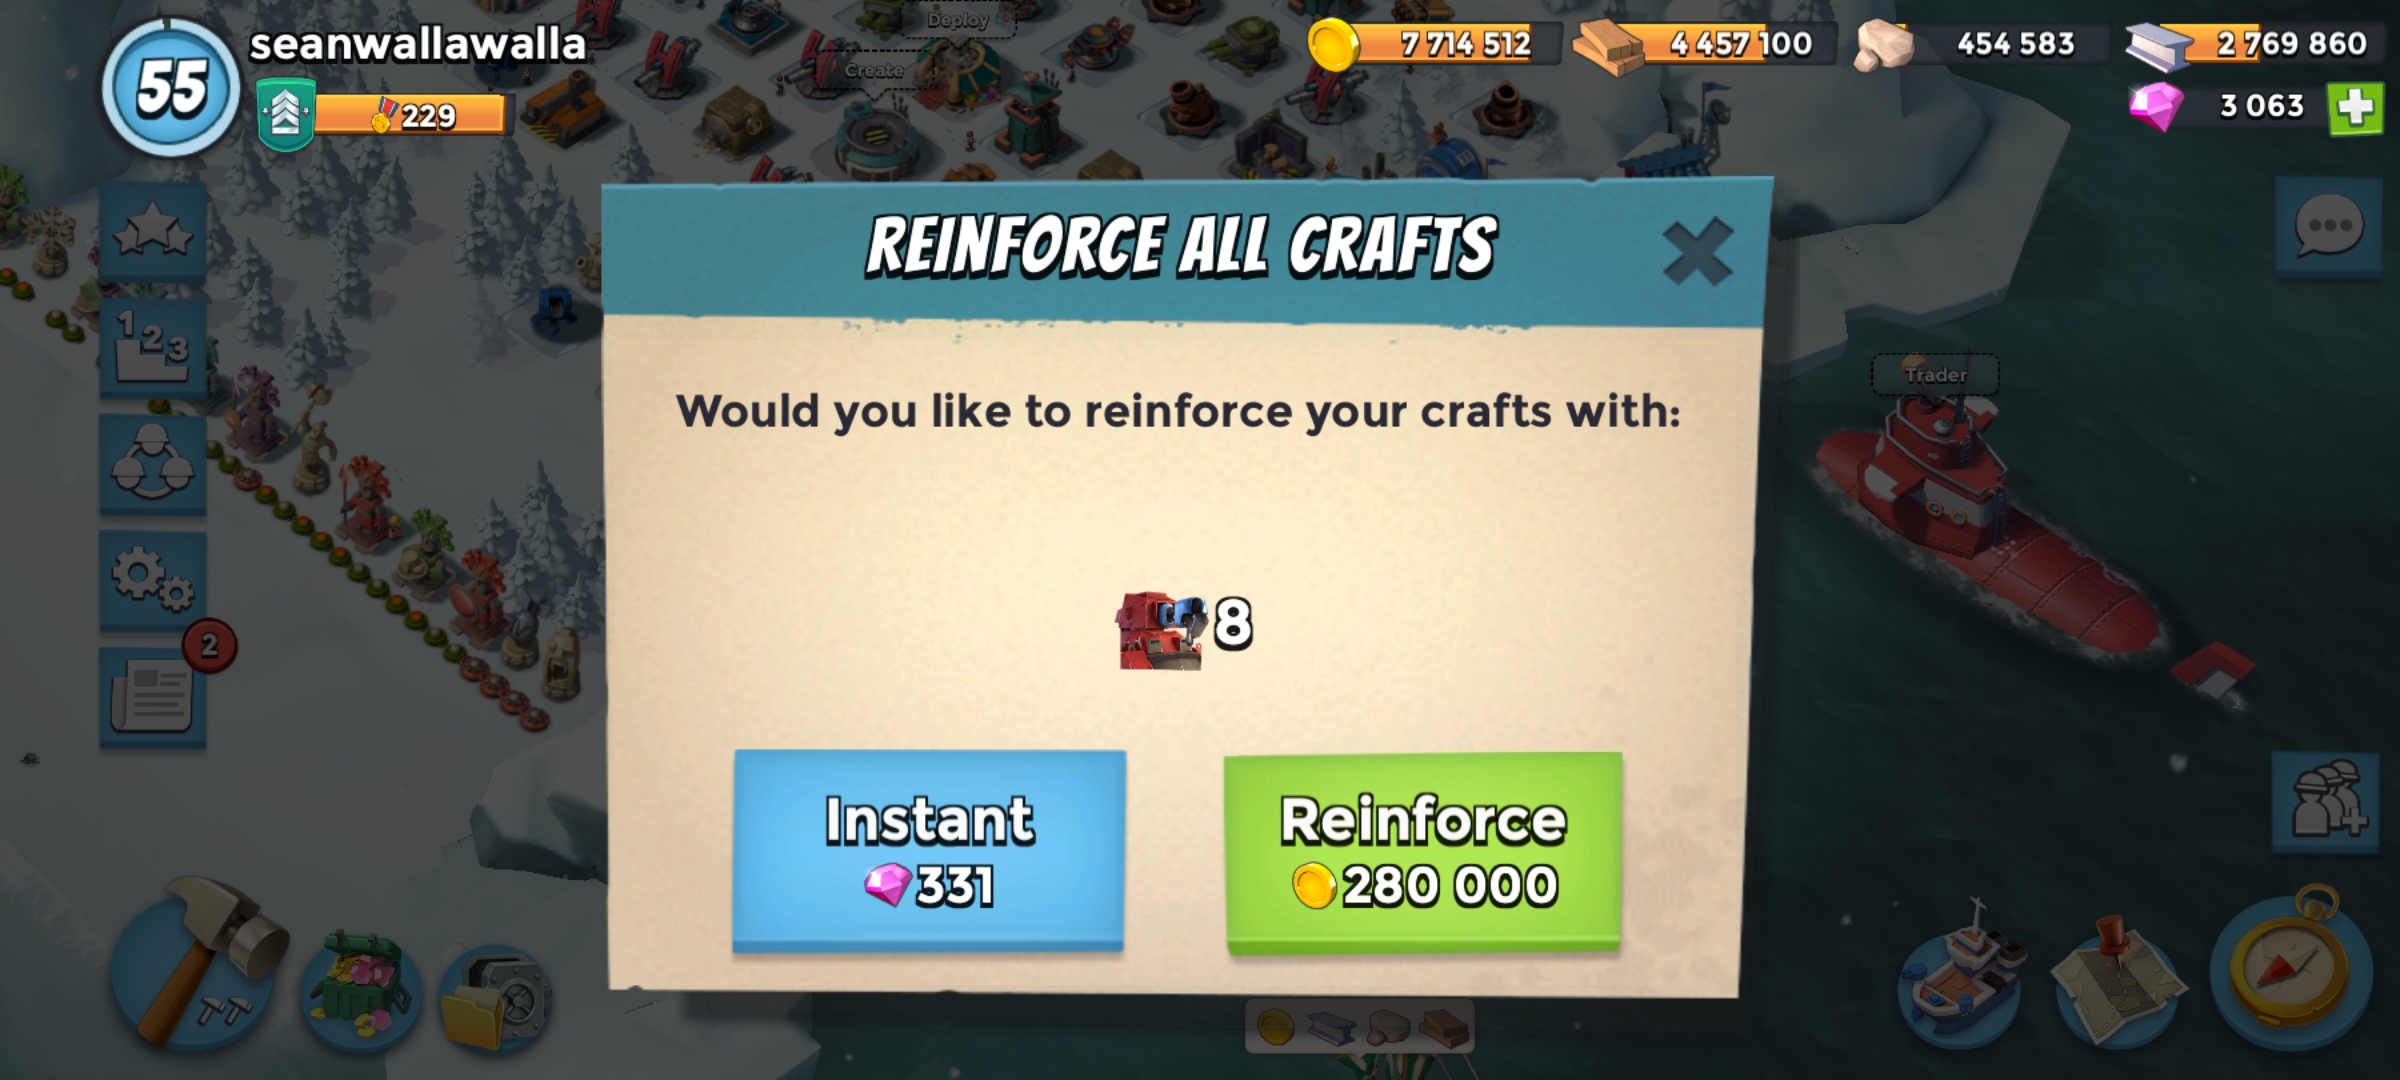 55
seanwallawalla
229
Deploy
Create
7 714 512
4 457 100
454 583
2 769 860
3 063
REINFORCE ALL CRAFTS
123
2
Trader
Would you like to reinforce your crafts with:
8
Instant
331
Reinforce
280 000